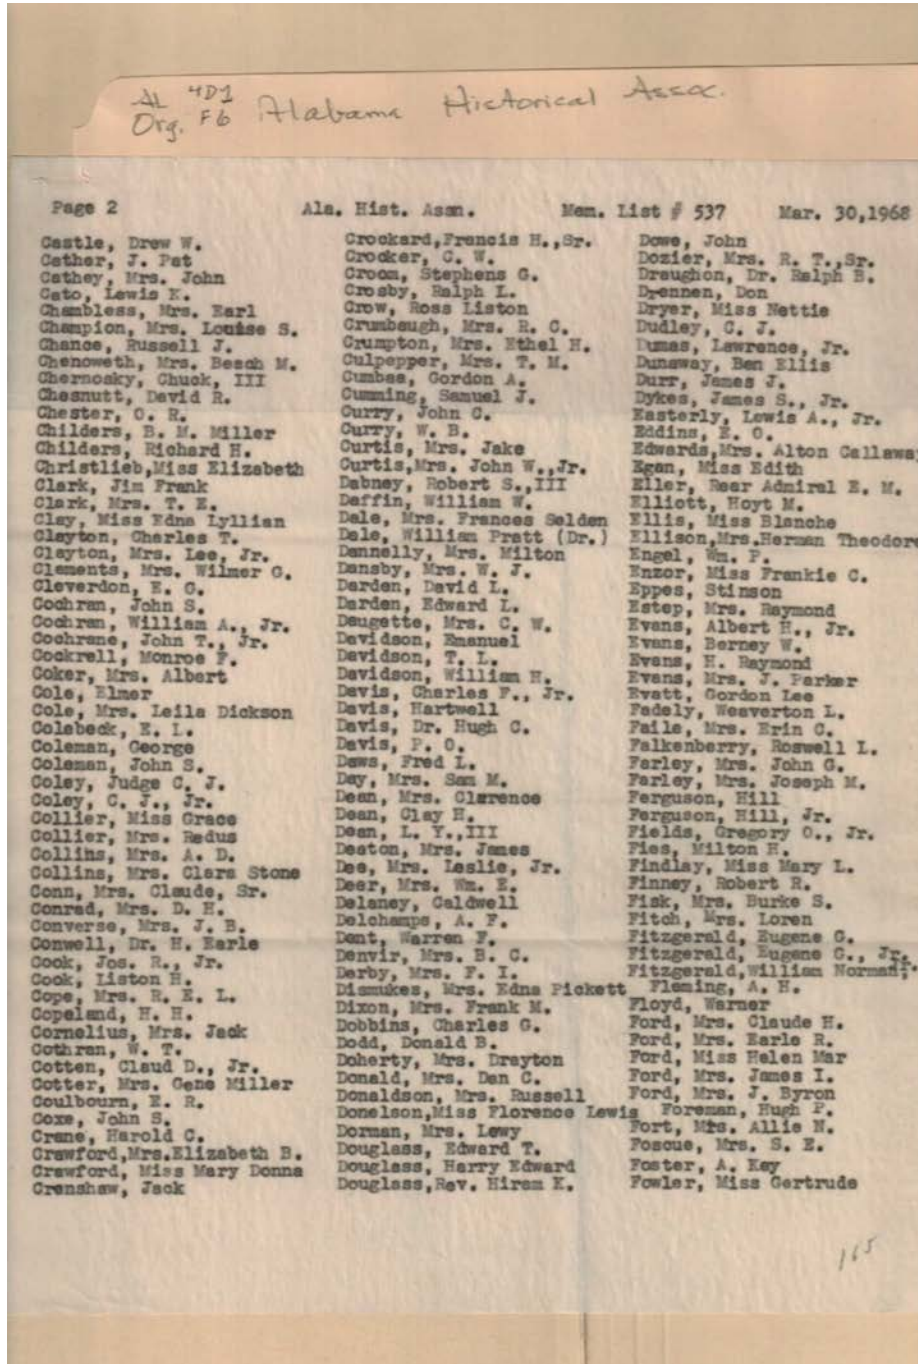 AL 4D1
Org. F6 Alabama Historical Assoc.
Page 2 Ala. Hist. Assn. Mem. List # 537 Mar. 30,1968
Castle, Drew W.
Cather, J. Pat
Cathey, Mrs. John
Cato, Lewis K.
Chambless, Mrs. Earl
Champion, Mrs. Louise S.
Chance, Russell J.
Chenoweth, Mrs. Beach M.
Chernosky, Chuck, III
Chesnutt, David R.
Chester, O. R.
Childers, B. M. Miller
Childers, Richard H.
Christlieb,Miss Elizabeth
Clark, Jim Frank
Clark, Mrs. T. E.
Clay, Miss Edna Lyllian
Clayton, Charles T.
Clayton, Mrs. Lee, Jr.
Clements, Mrs. Wilmer G.
Cleverdon, E. G.
Cochran, John S.
Cochran, William A., Jr.
Cochrane, John T., Jr.
Cockrell, Monroe F.
Coker, Mrs. Albert
Cole, Elmer
Cole, Mrs. Leila Dickson
Colebeck, E. L.
Coleman, George
Coleman, John S.
Coley, Judge C. J.
Coley, C. J., Jr.
Collier, Miss Grace
Collier, Mrs. Redus
Collins, Mrs. A. D.
Collins, Mrs. Clara Stone
Conn, Mrs. Claude, Sr.
Conrad, Mrs. D. H.
Converse, Mrs. J. B.
Conwell, Dr. H. Earle
Cook, Jos. R., Jr.
Cook, Liston H.
Cope, Mrs. R. E. L.
Copeland, H. H.
Cornelius, Mrs. Jack
Cothran, W. T.
Cotten, Claud D., Jr.
Cotter, Mrs. Gene Miller
Coulbourn, E. R.
Coxe, John S.
Crane, Harold C.
Crawford,Mrs.Elizabeth B.
Crawford, Miss Mary Donna
Crenshaw, Jack
Crockard,Francis H.,Sr.
Crocker, C. W.
Croom, Stephens G.
Crosby, Ralph L.
Crow, Ross Liston
Crumbaugh, Mrs. R. C.
Crumpton, Mrs. Ethel H.
Culpepper, Mrs. T. M.
Cumbee, Gordon A.
Cumming, Samuel J.
Curry, John C.
Curry, W. B.
Curtis, Mrs. Jake
Curtis,Mrs. John W.,Jr.
Dabney, Robert S.,III
Daffin, William W.
Dale, Mrs. Frances Selden
Dale, William Pratt (Dr.)
Dannelly, Mrs. Milton
Dansby, Mrs. W. J.
Darden, David L.
Darden, Edward L.
Daugette, Mrs. C. W.
Davidson, Emanuel
Davidson, T. L.
Davidson, William H.
Davis, Charles F., Jr.
Davis, Hartwell
Davis, Dr. Hugh C.
Davis, P. O.
Daws, Fred L.
Day, Mrs. Sam M.
Dean, Mrs. Clarence
Dean, Clay H.
Dean, L. Y.,III
Deaton, Mrs. James
Dee, Mrs. Leslie, Jr.
Deer, Mrs. Wm. E.
Delaney, Caldwell
Delchamps, A. F.
Dent, Warren F.
Denvir, Mrs. B. C.
Derby, Mrs. F. I.
Dismukes, Mrs. Edna Pickett
Dixon, Mrs. Frank M.
Dobbins, Charles G.
Dodd, Donald B.
Doherty, Mrs. Drayton
Donald, Mrs. Dan C.
Donaldson, Mrs. Russell
Donelson,Miss Florence Lewis
Dorman, Mrs. Lewy
Douglass, Edward T.
Douglass, Harry Edward
Douglass,Rev. Hiram K.
Dowe, John
Dozier, Mrs. R. T.,Sr.
Draughon, Dr. Ralph B.
Drennen, Don
Dryer, Miss Nettie
Dudley, C. J.
Dumas, Lawrence, Jr.
Dunaway, Ben Ellis
Durr, James J.
Dykes, James S., Jr.
Easterly, Lewis A., Jr.
Eddins, E. O.
Edwards,Mrs. Alton Callaway
Egan, Miss Edith
Eller, Rear Admiral E. M.
Elliott, Hoyt M.
Ellis, Miss Blanche
Ellison,Mrs.Herman Theodore
Engel, Wm. P.
Enzor, Miss Frankie C.
Eppes, Stinson
Estep, Mrs. Raymond
Evans, Albert H., Jr.
Evans, Berney W.
Evans, H. Raymond
Evans, Mrs. J. Parker
Evatt, Gordon Lee
Fadely, Weaverton L.
Faile, Mrs. Erin C.
Falkenberry, Roswell L.
Farley, Mrs. John G.
Farley, Mrs. Joseph M.
Ferguson, Hill
Ferguson, Hill, Jr.
Fields, Gregory O., Jr.
Fies, Milton H.
Findlay, Miss Mary L.
Finney, Robert R.
Fisk, Mrs. Burke S.
Fitch, Mrs. Loren
Fitzgerald, Eugene G.
Fitzgerald, Eugene G., Jr.
Fitzgerald,William Norman,
Fleming, A. H.
Floyd, Warner
Ford, Mrs. Claude H.
Ford, Mrs. Earle R.
Ford, Miss Helen Mar
Ford, Mrs. James I.
Ford, Mrs. J. Byron
Foreman, Hugh P.
Fort, Mrs. Allie N.
Foscue, Mrs. S. E.
Foster, A. Key
Fowler, Miss Gertrude
165